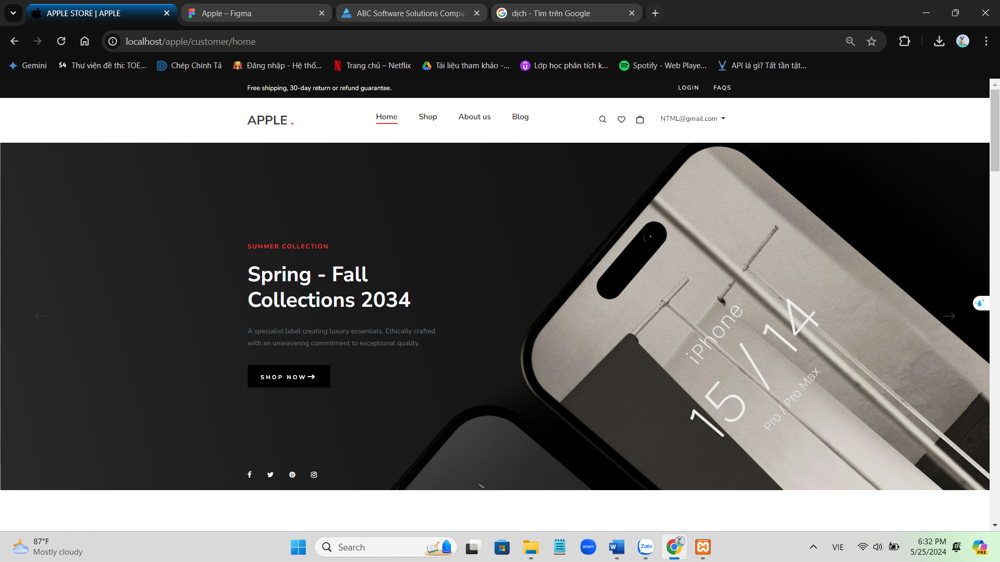 APPLE STORE | APPLE
Apple – Figma
ABC Software Solutions Compa
dịch - Tìm trên Google
localhost/apple/customer/home
Gemini
S4 Thư viện đề thi: TOE...
Chép Chính Tả
Đăng nhập - Hệ thố...
Trang chủ – Netflix
Tài liệu tham khảo -...
Lớp học phân tích k...
Spotify - Web Playe...
API là gì? Tất tần tật...
Free shipping, 30-day return or refund guarantee.
LOGIN
FAQS
APPLE .
Home
Shop
About us
Blog
NTML@gmail.com
SUMMER COLLECTION
Spring - Fall
Collections 2034
A specialist label creating luxury essentials. Ethically crafted
with an unwavering commitment to exceptional quality.
SHOP NOW
iPhone
15 / 14
Pro / Pro Max
87°F
Mostly cloudy
Search
zoom
W
Zalo
VIE
6:32 PM
5/25/2024
PRE